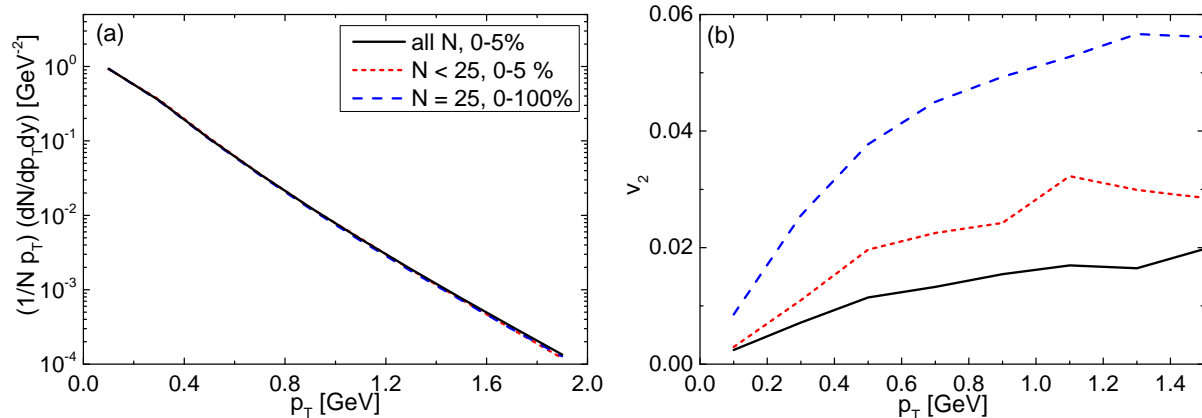 (a)
all N, 0-5%
N < 25, 0-5 %
N = 25, 0-100%
(1/N p_T) (dN/dp_Tdy) [GeV^-2]
10^0
10^-1
10^-2
10^-3
10^-4
0.0 0.4 0.8 1.2 1.6 2.0
p_T [GeV]
(b)
v_2
0.06
0.04
0.02
0.00
0.0 0.2 0.4 0.6 0.8 1.0 1.2 1.4
p_T [GeV]